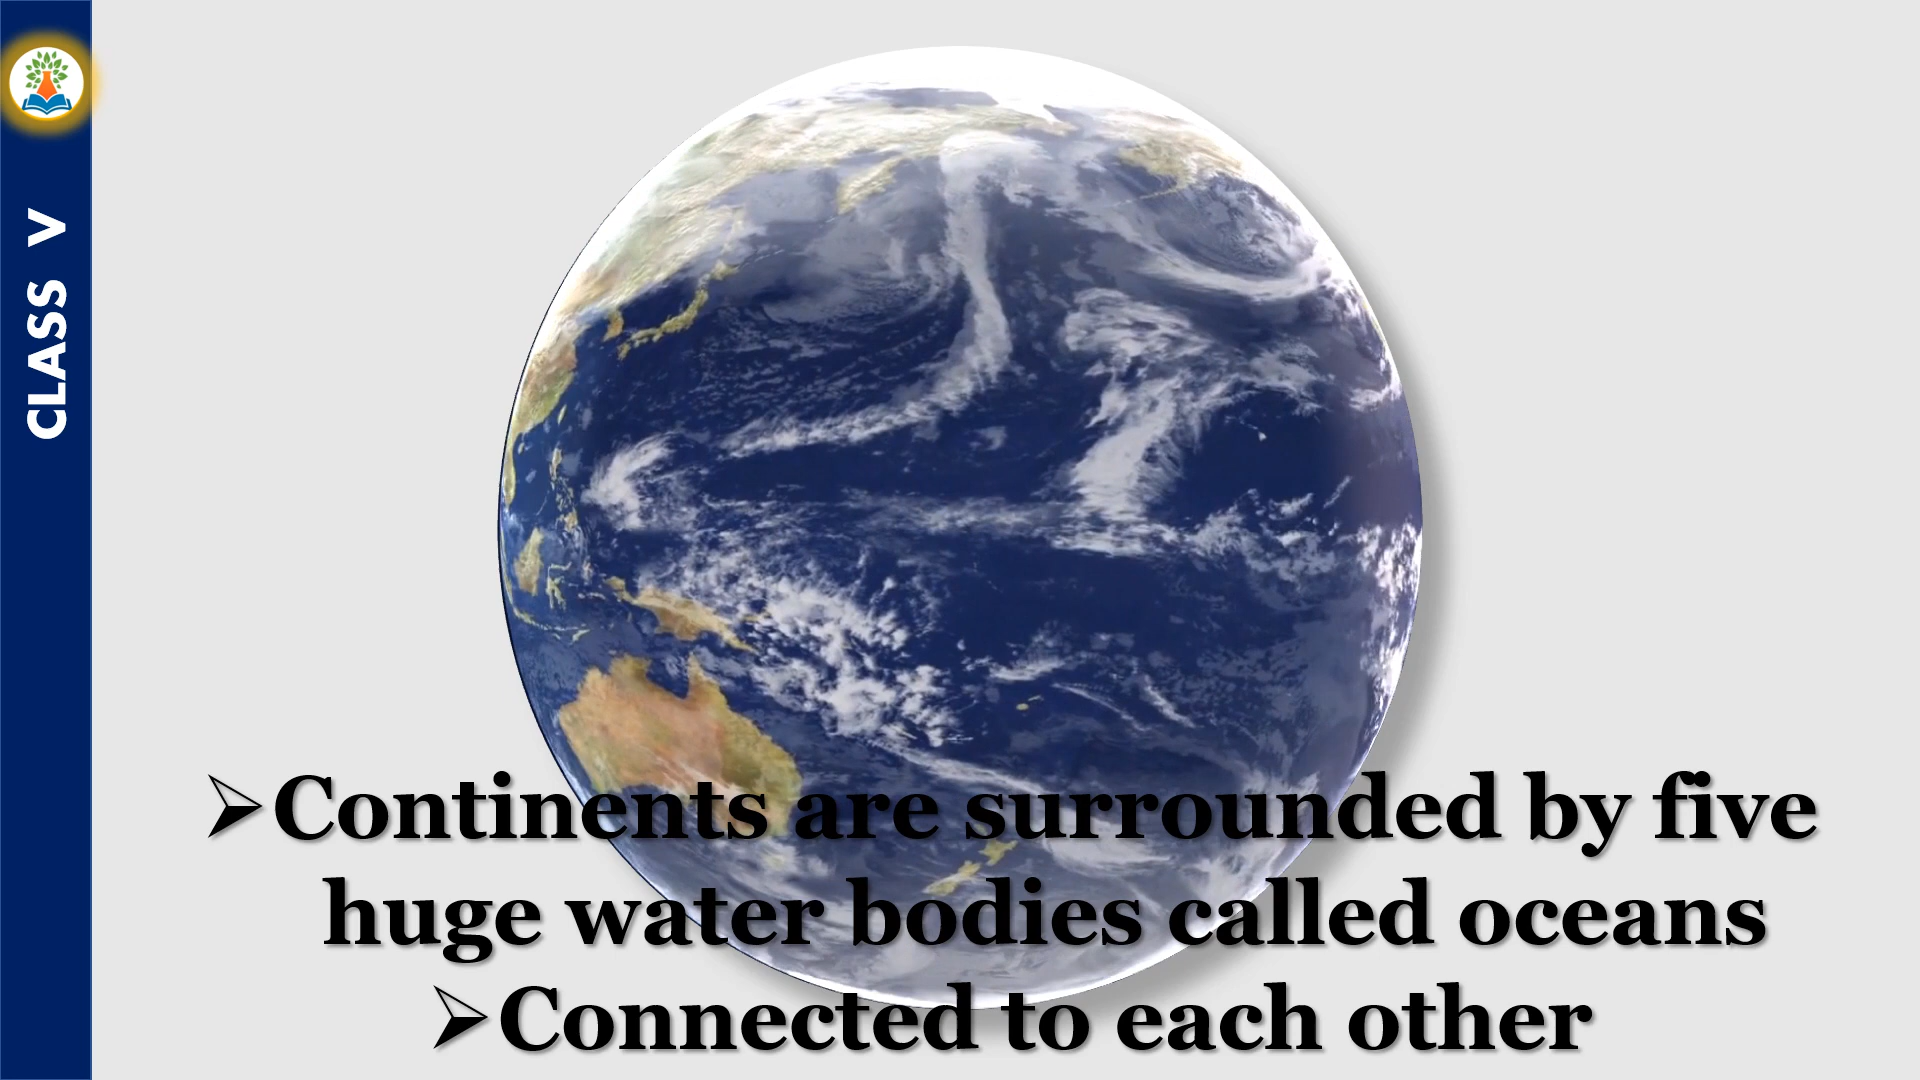 CLASS V
➢Continents are surrounded by five
huge water bodies called oceans
➢Connected to each other